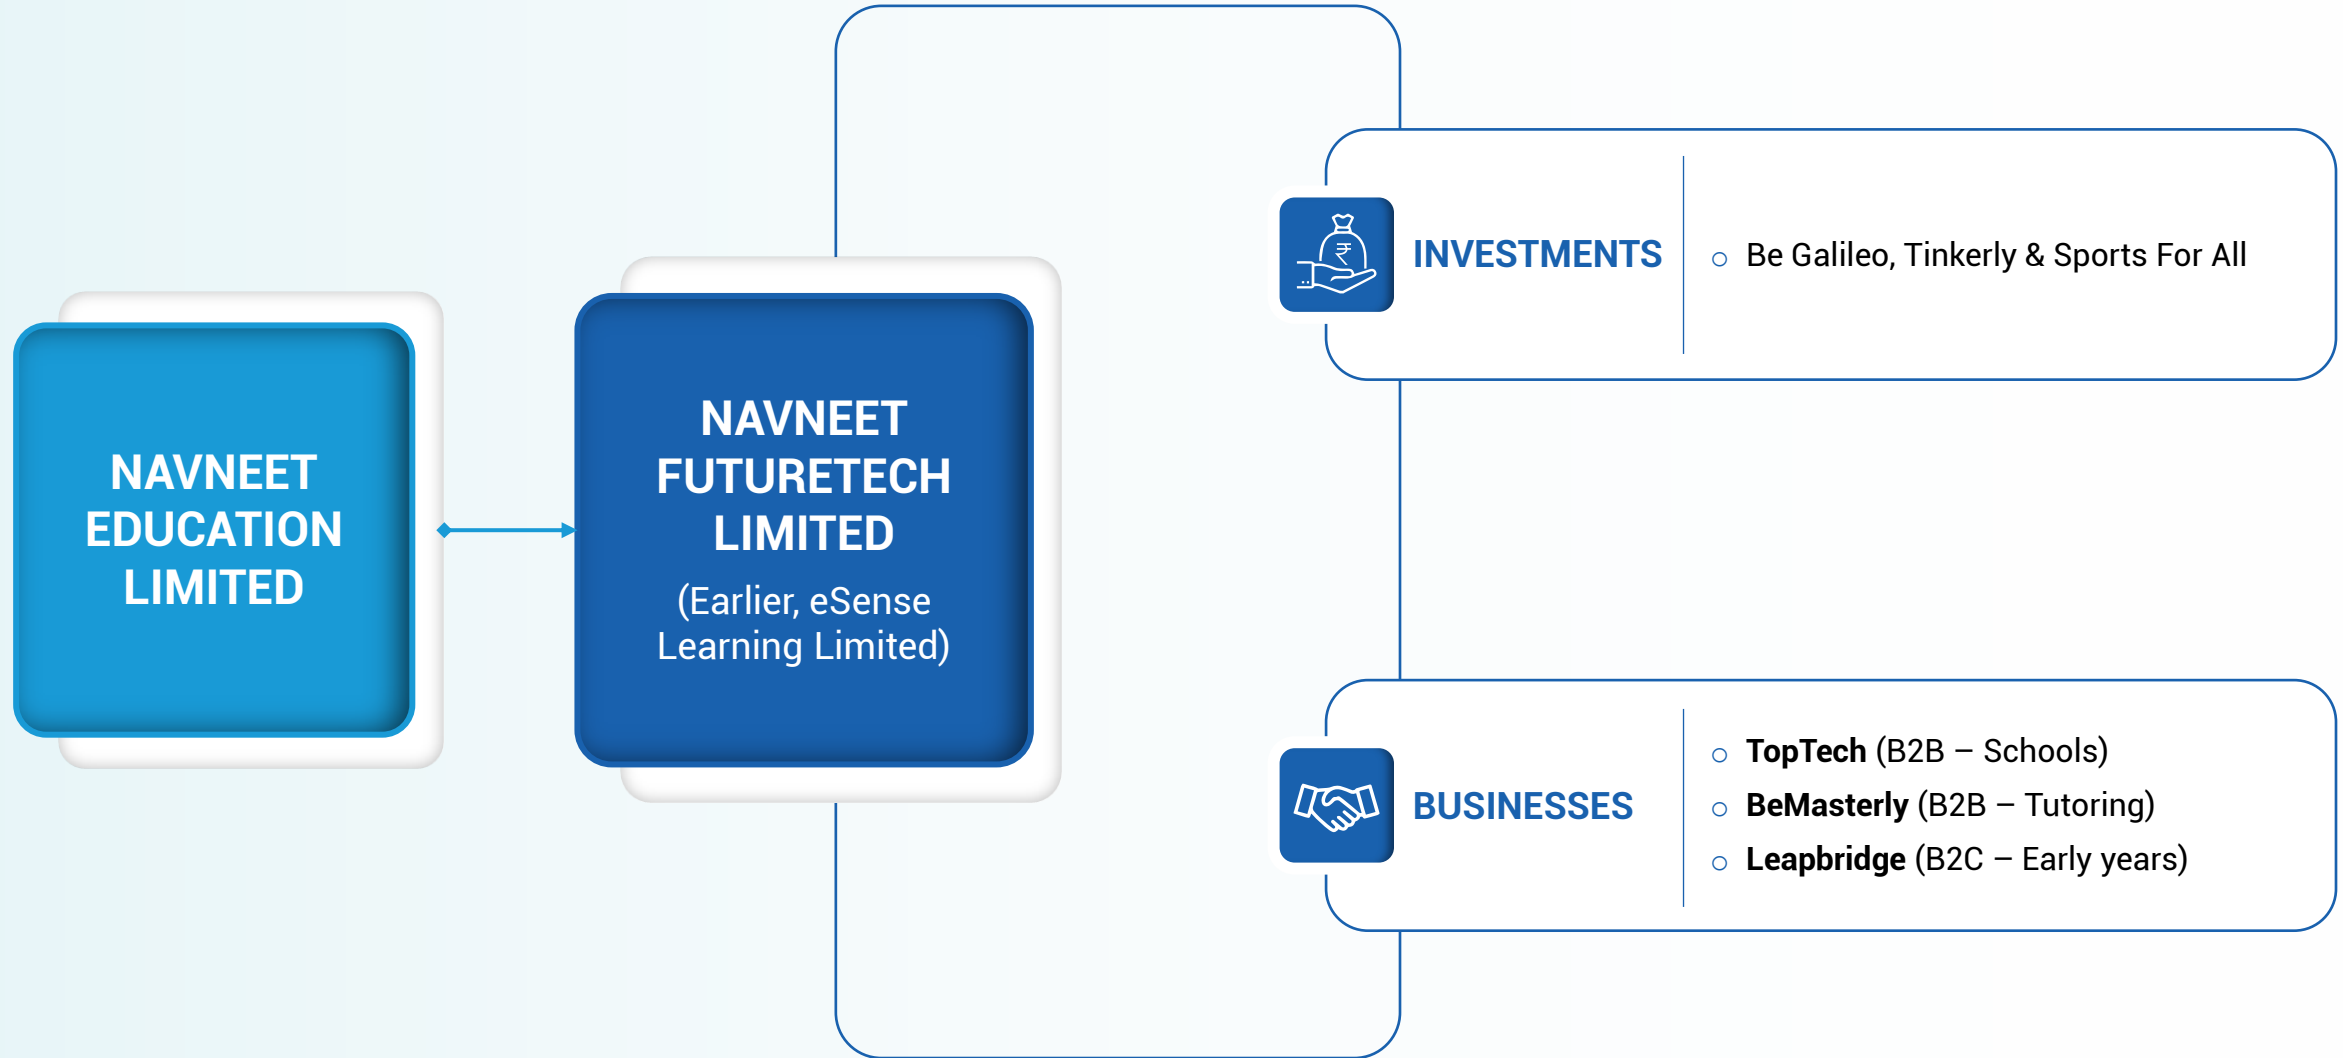 NAVNEET
EDUCATION
LIMITED
NAVNEET
FUTURETECH
LIMITED
(Earlier, eSense
Learning Limited)
₹
INVESTMENTS
Be Galileo, Tinkerly & Sports For All
BUSINESSES
TopTech (B2B – Schools)
BeMasterly (B2B – Tutoring)
Leapbridge (B2C – Early years)